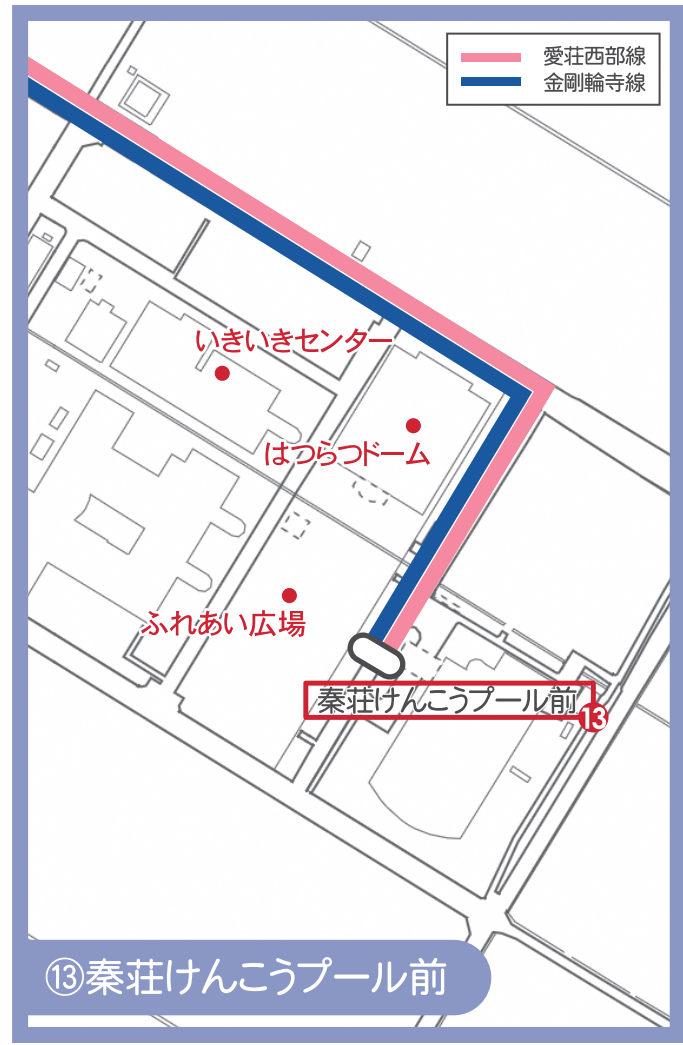 愛荘西部線
金剛輪寺線
いきいきセンター
はつらつドーム
ふれあい広場
秦荘けんこうプール前
13
⑬秦荘けんこうプール前